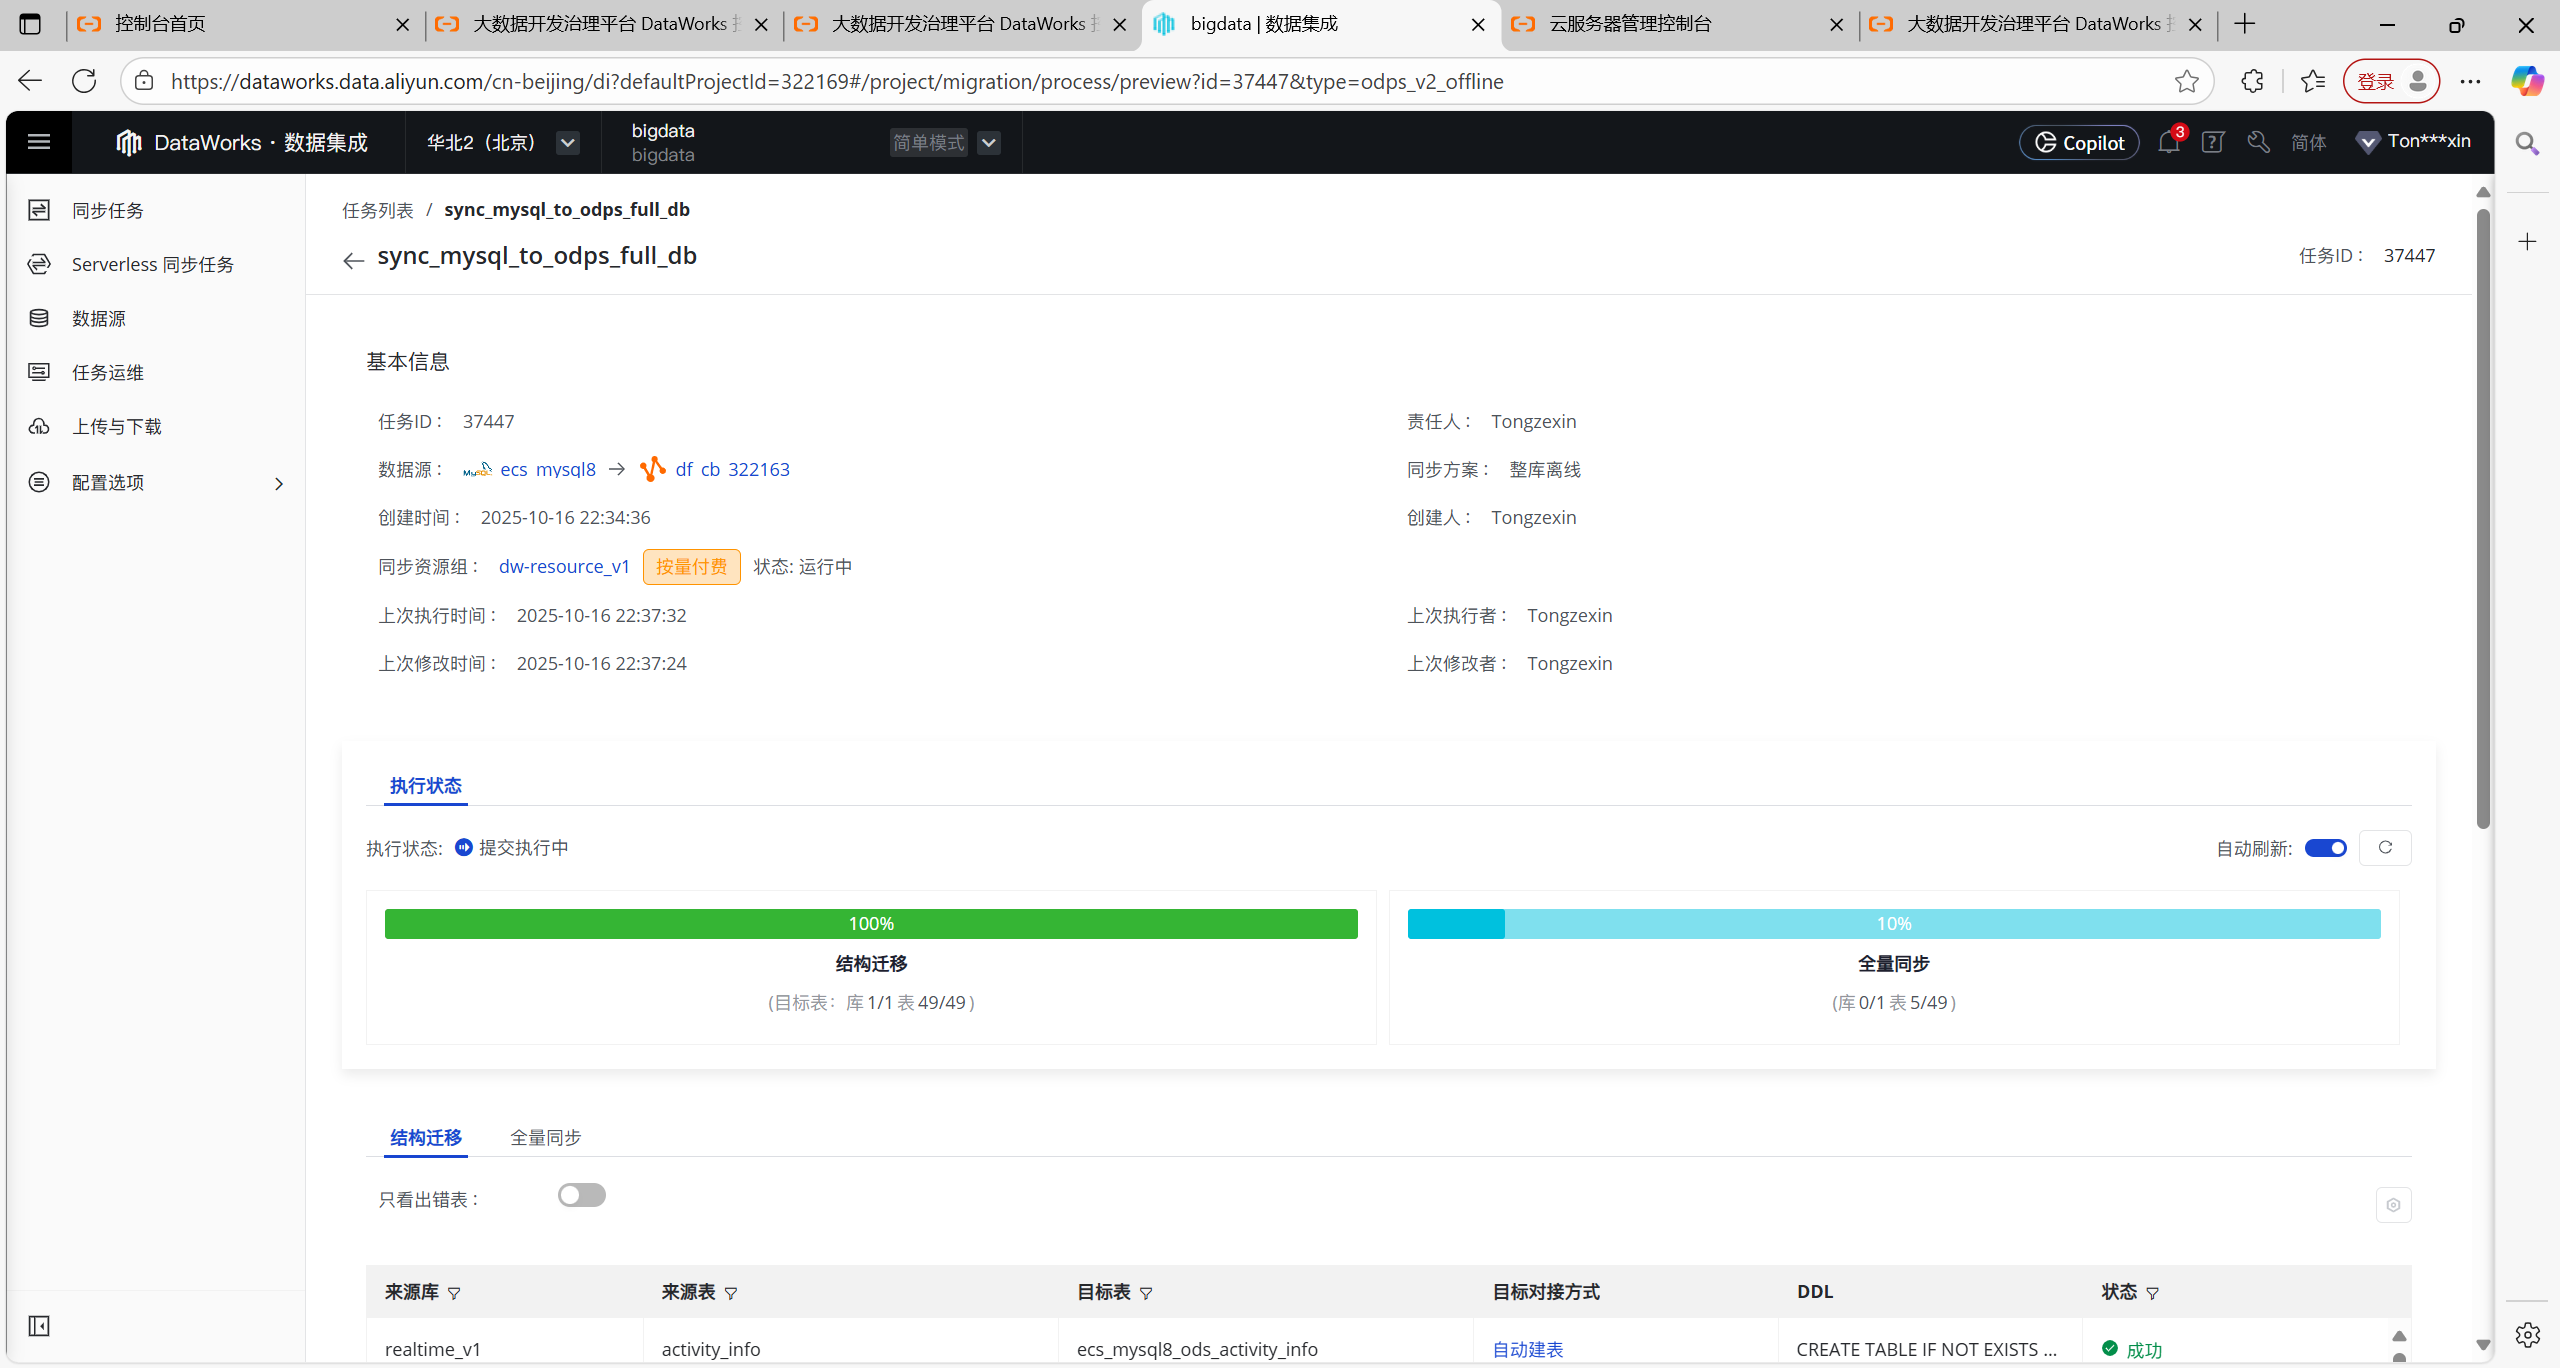 控制台首页
大数据开发治理平台 DataWorks
大数据开发治理平台 DataWorks
bigdata | 数据集成
云服务器管理控制台
大数据开发治理平台 DataWorks
https://dataworks.data.aliyun.com/cn-beijing/di?defaultProjectId=322169#/project/migration/process/preview?id=37447&type=odps_v2_offline
登录
DataWorks · 数据集成
华北2（北京）
bigdata
bigdata
简单模式
Copilot
3
简体
Ton***xin
同步任务
Serverless 同步任务
数据源
任务运维
上传与下载
配置选项
任务列表 / sync_mysql_to_odps_full_db
sync_mysql_to_odps_full_db
任务ID： 37447
基本信息
任务ID： 37447
责任人： Tongzexin
数据源： MySQL ecs_mysql8 → df_cb_322163
同步方案： 整库离线
创建时间： 2025-10-16 22:34:36
创建人： Tongzexin
同步资源组： dw-resource_v1 按量付费 状态: 运行中
上次执行时间： 2025-10-16 22:37:32
上次执行者： Tongzexin
上次修改时间： 2025-10-16 22:37:24
上次修改者： Tongzexin
执行状态
执行状态: 提交执行中
自动刷新:
100%
结构迁移
(目标表：库 1/1 表 49/49 )
10%
全量同步
(库 0/1 表 5/49 )
结构迁移
全量同步
只看出错表：
来源库 来源表 目标表 目标对接方式 DDL 状态
realtime_v1 activity_info ecs_mysql8_ods_activity_info 自动建表 CREATE TABLE IF NOT EXISTS ... 成功